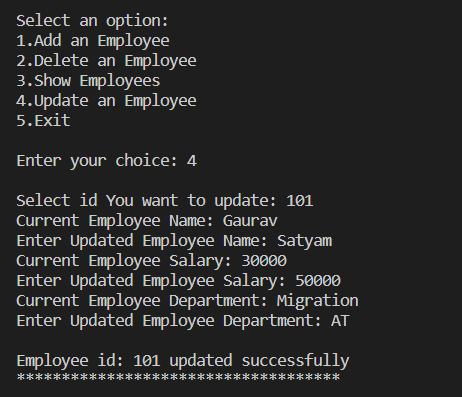 Select an option:
1.Add an Employee
2.Delete an Employee
3.Show Employees
4.Update an Employee
5.Exit
Enter your choice: 4
Select id You want to update: 101
Current Employee Name: Gaurav
Enter Updated Employee Name: Satyam
Current Employee Salary: 30000
Enter Updated Employee Salary: 50000
Current Employee Department: Migration
Enter Updated Employee Department: AT
Employee id: 101 updated successfully
************************************